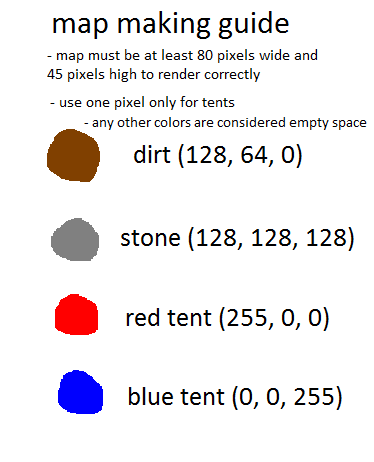 map making guide
- map must be at least 80 pixels wide and
45 pixels high to render correctly
- use one pixel only for tents
- any other colors are considered empty space
dirt (128, 64, 0)
stone (128, 128, 128)
red tent (255, 0, 0)
blue tent (0, 0, 255)